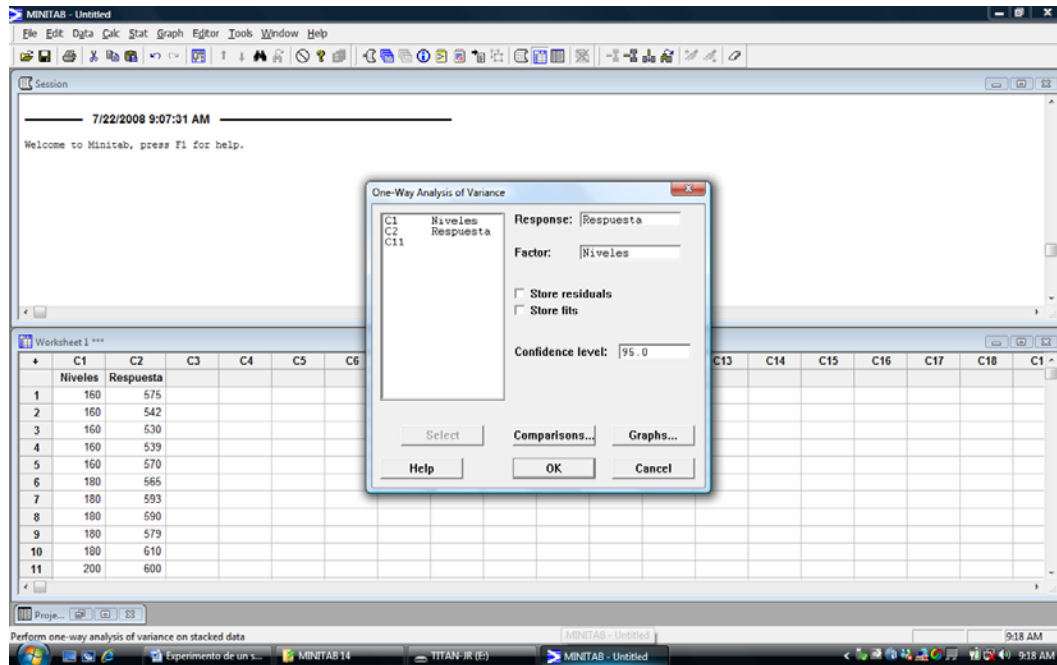 MINITAB - Untitled
File Edit Data Calc Stat Graph Editor Tools Window Help
Session
7/22/2008 9:07:31 AM
Welcome to Minitab, press F1 for help.
One-Way Analysis of Variance
C1 Niveles
C2 Respuesta
C11
Response: Respuesta
Factor: Niveles
Store residuals
Store fits
Confidence level: 95.0
Select
Comparisons... Graphs...
Help OK Cancel
Worksheet 1 ***
C1 C2 C3 C4 C5 C6 C13 C14 C15 C16 C17 C18 C1
Niveles Respuesta
1 160 575
2 160 542
3 160 530
4 160 539
5 160 570
6 180 565
7 180 593
8 180 590
9 180 579
10 180 610
11 200 600
Proje...
Perform one-way analysis of variance on stacked data
MINITAB - Untitled
9:18 AM
Experimento de un s... MINITAB 14 TITAN-JR (E:) MINITAB - Untitled 9:18 AM